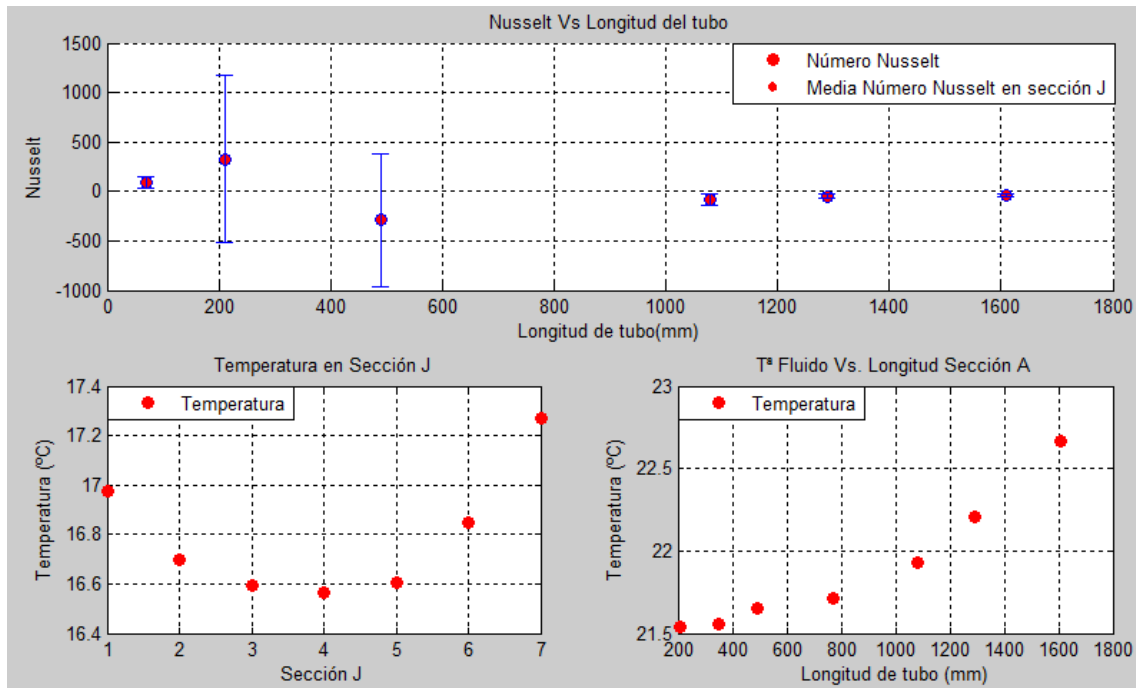 Nusselt Vs Longitud del tubo
1500
1000
500
0
-500
-1000
Nusselt
Número Nusselt
Media Número Nusselt en sección J
0 200 400 600 800 1000 1200 1400 1600 1800
Longitud de tubo(mm)
Temperatura en Sección J
17.4
17.2
17
16.8
16.6
16.4
Temperatura (ºC)
Temperatura
1 2 3 4 5 6 7
Sección J
Tª Fluido Vs. Longitud Sección A
23
22.5
22
21.5
Temperatura (ºC)
Temperatura
200 400 600 800 1000 1200 1400 1600 1800
Longitud de tubo (mm)